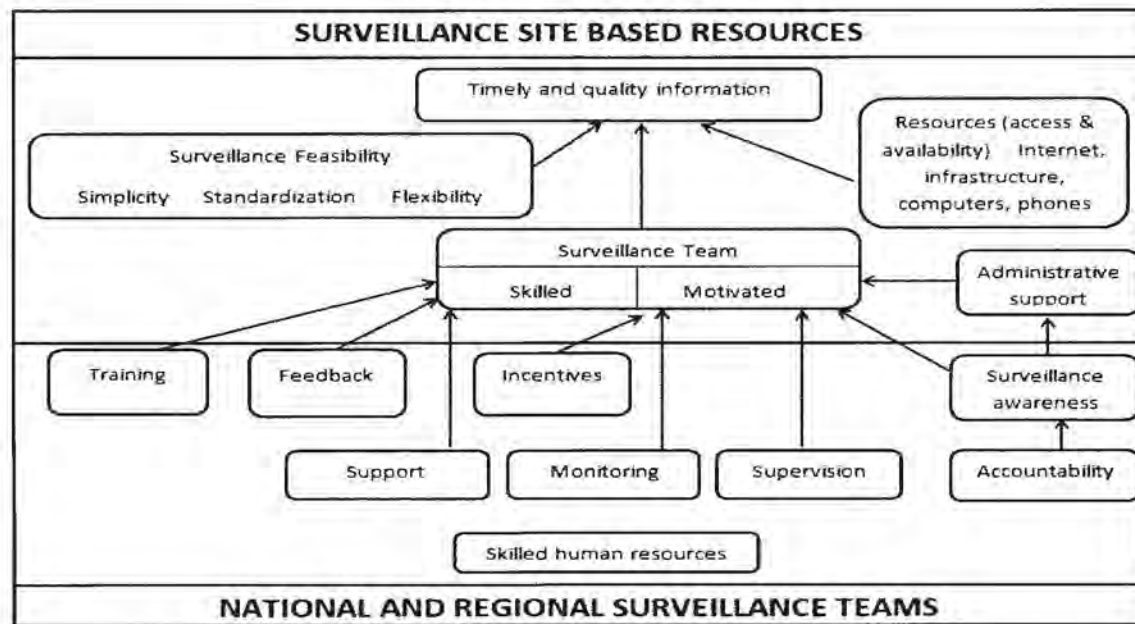 SURVEILLANCE SITE BASED RESOURCES
Timely and quality information
Surveillance Feasibility
Simplicity Standardization Flexibility
Resources (access &
availability) Internet,
infrastructure,
computers, phones
Surveillance Team
Skilled Motivated
Administrative
support
Training
Feedback
Incentives
Surveillance
awareness
Support
Monitoring
Supervision
Accountability
Skilled human resources
NATIONAL AND REGIONAL SURVEILLANCE TEAMS